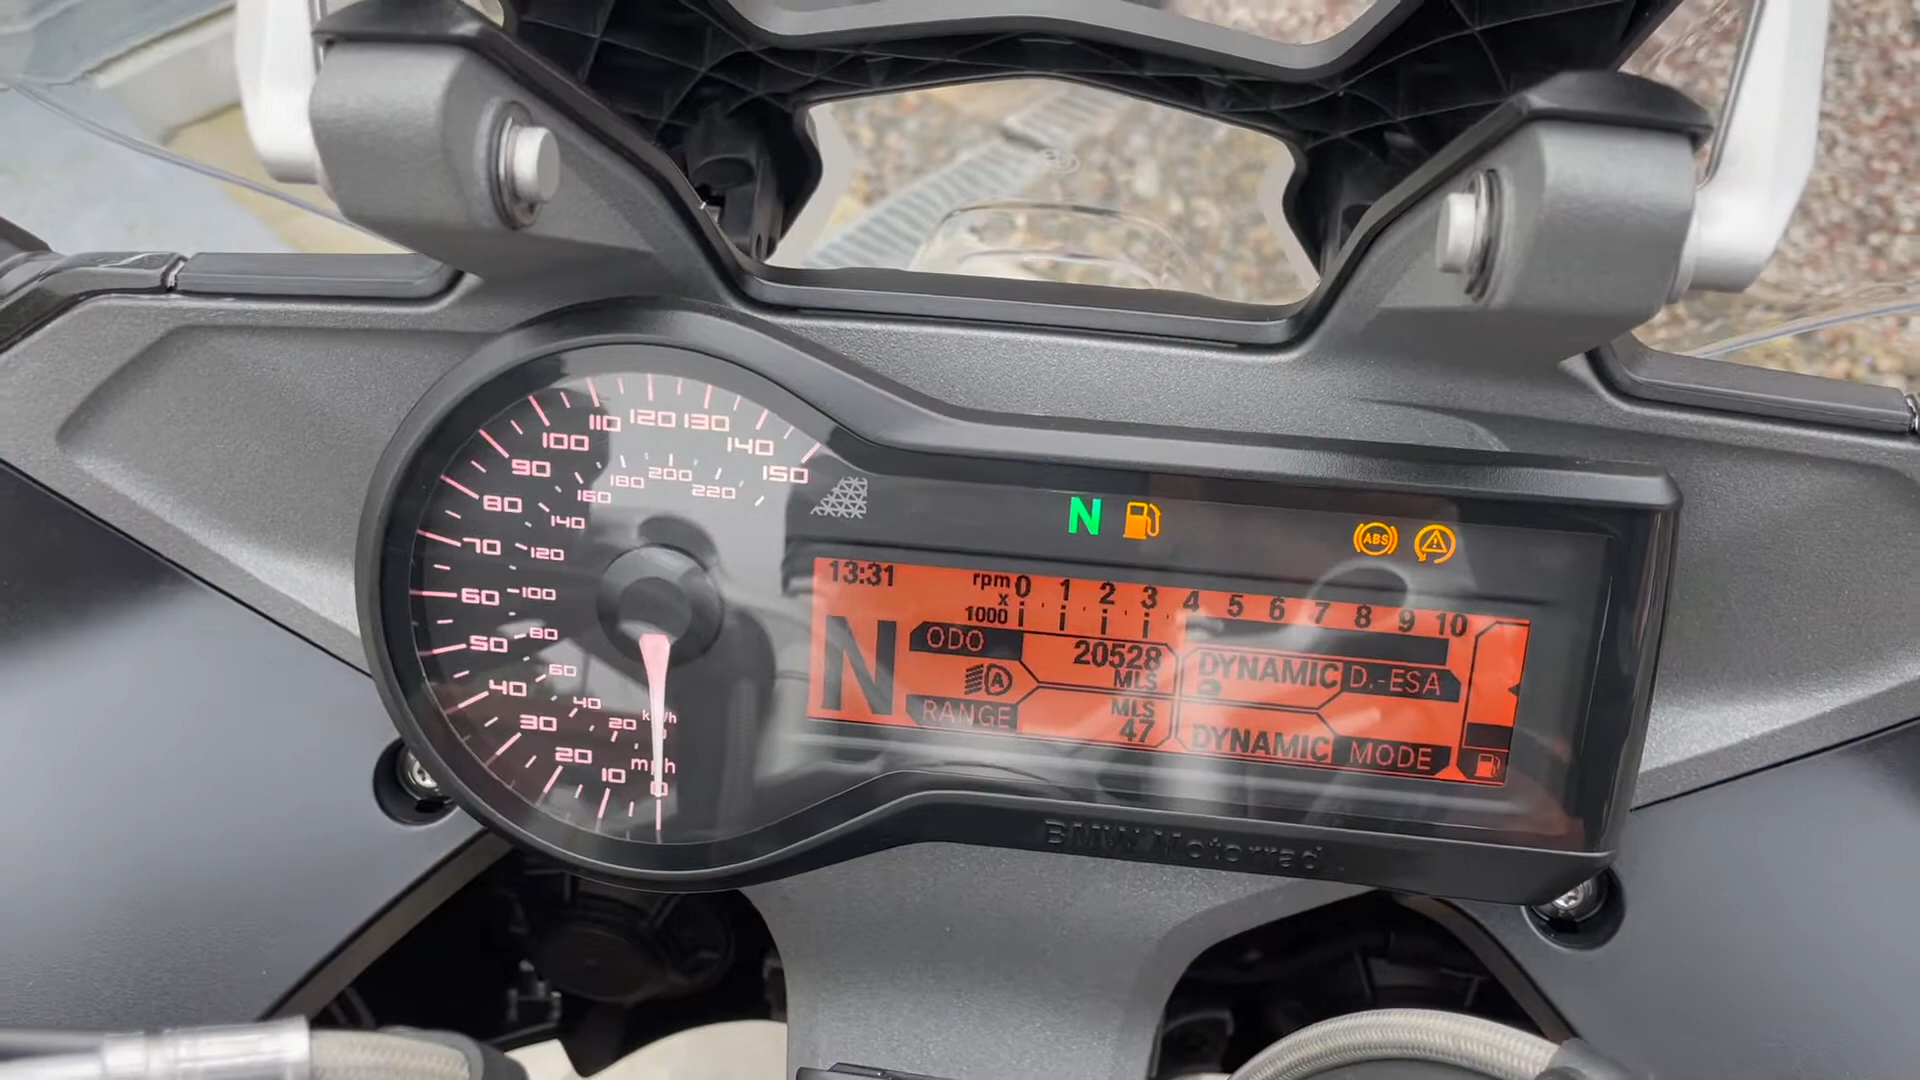 110 120 130
100 140
90 150
80
70
60
50
40
30
20
10
0
160 180 200 220
140
120
100
80
60
40
20
km/h
mph
N
ABS
13:31
rpm x 1000
0 1 2 3 4 5 6 7 8 9 10
N
ODO 20528 MLS
A
RANGE MLS 47
DYNAMIC D.-ESA
DYNAMIC MODE
BMW Motorrad